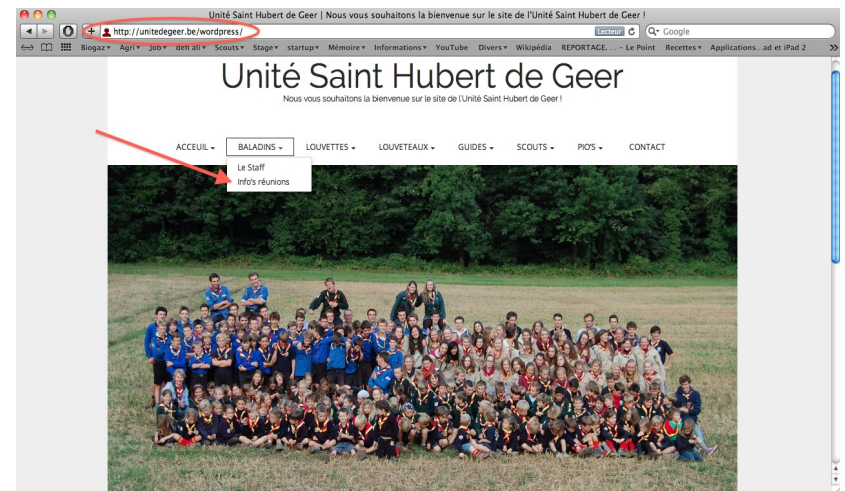 Unité Saint Hubert de Geer | Nous vous souhaitons la bienvenue sur le site de l'Unité Saint Hubert de Geer !
http://unitedegeer.be/wordpress/ Lecteur Google
Biogaz Agri job deh ali Scouts Stage startup Mémoire Informations YouTube Divers Wikipédia REPORTAGE. ... - Le Point Recettes Applications...ad et iPad 2
Unité Saint Hubert de Geer
Nous vous souhaitons la bienvenue sur le site de l'Unité Saint Hubert de Geer !
ACCEUIL BALADINS LOUVETTES LOUVETEAUX GUIDES SCOUTS PIO'S CONTACT
Le Staff
Info's réunions